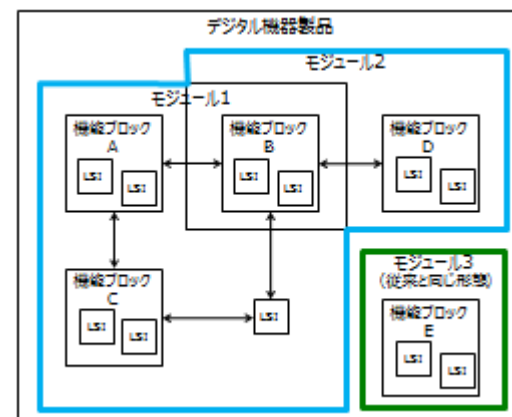 デジタル機器製品
モジュール2
モジュール1
機能ブロック
A
LSI
LSI
機能ブロック
B
LSI
LSI
機能ブロック
D
LSI
LSI
機能ブロック
C
LSI
LSI
LSI
モジュール3
(従来と同じ形態)
機能ブロック
E
LSI
LSI